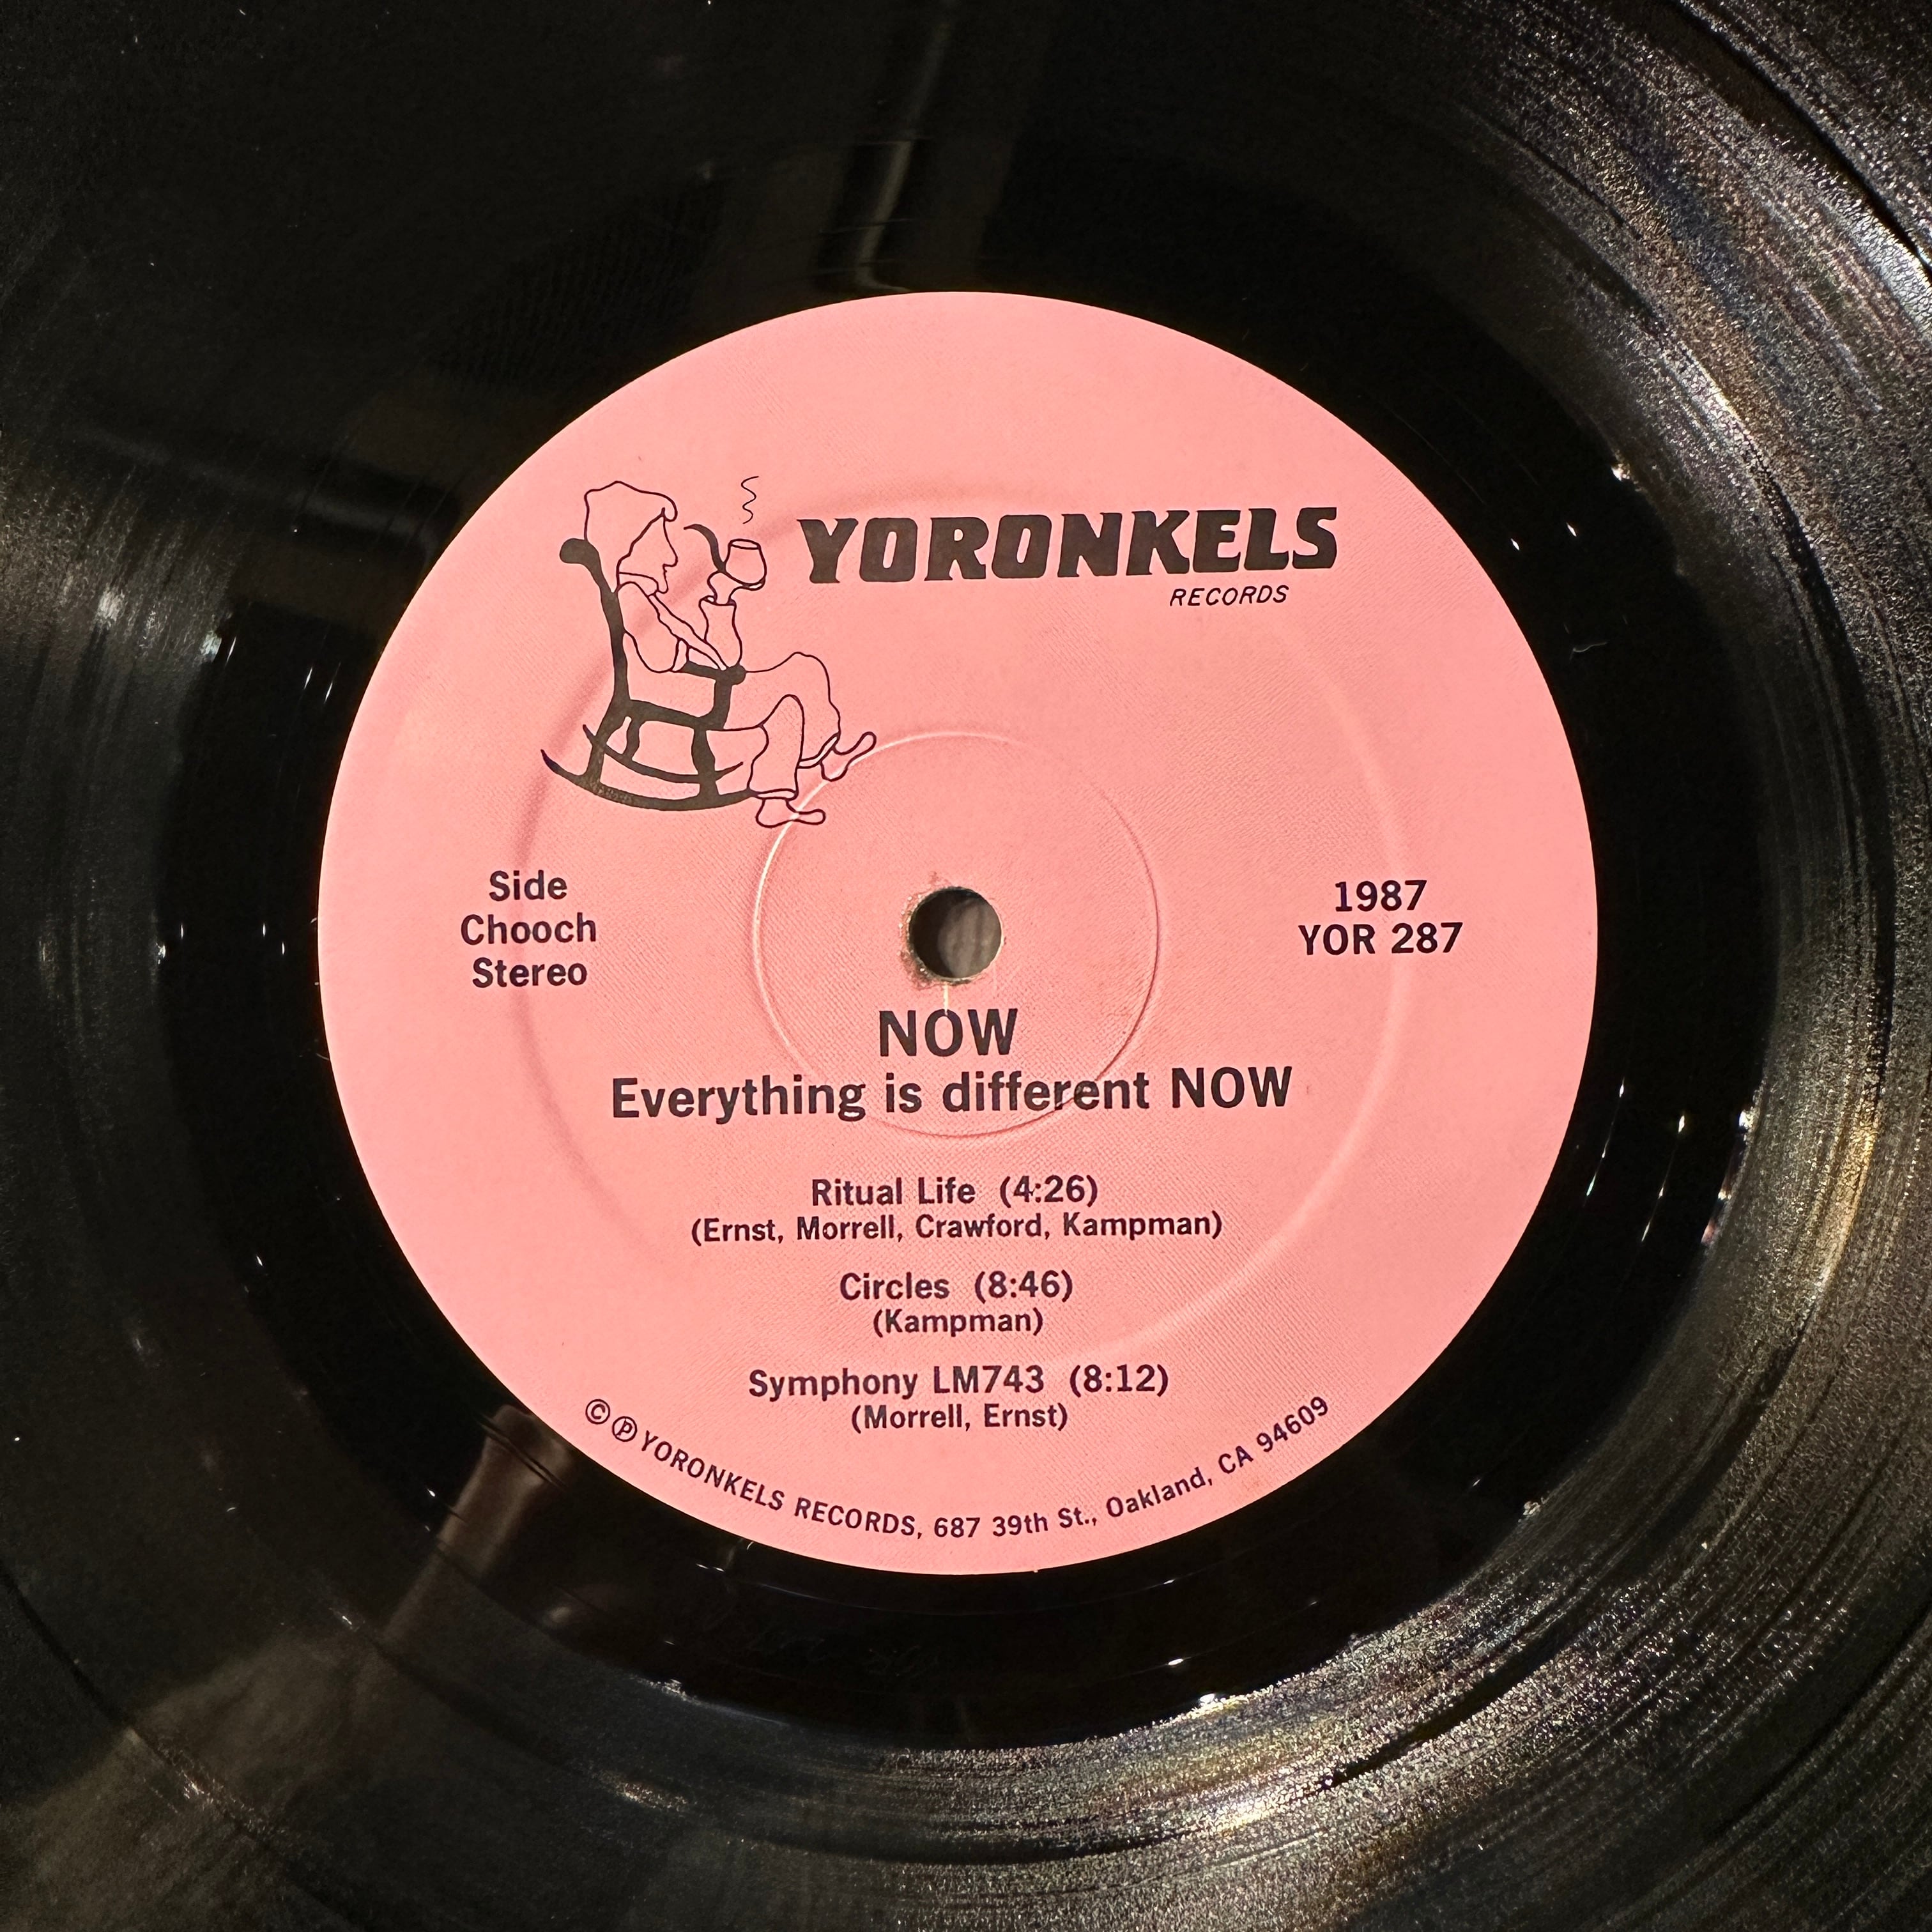 YORONKELS
RECORDS
Side
Chooch
Stereo
1987
YOR 287
NOW
Everything is different NOW
Ritual Life (4:26)
(Ernst, Morrell, Crawford, Kampman)
Circles (8:46)
(Kampman)
Symphony LM743 (8:12)
(Morrell, Ernst)
©℗ YORONKELS RECORDS, 687 39th St., Oakland, CA 94609